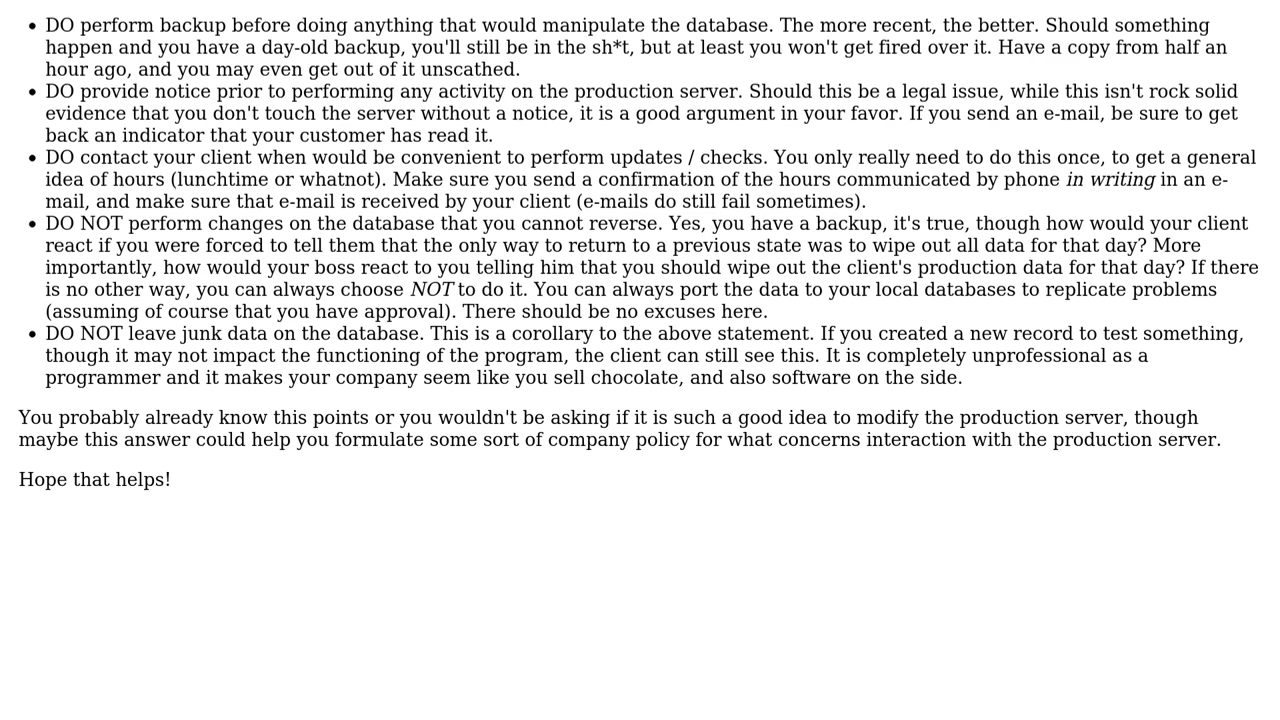 • DO perform backup before doing anything that would manipulate the database. The more recent, the better. Should something
happen and you have a day-old backup, you'll still be in the sh*t, but at least you won't get fired over it. Have a copy from half an
hour ago, and you may even get out of it unscathed.
• DO provide notice prior to performing any activity on the production server. Should this be a legal issue, while this isn't rock solid
evidence that you don't touch the server without a notice, it is a good argument in your favor. If you send an e-mail, be sure to get
back an indicator that your customer has read it.
• DO contact your client when would be convenient to perform updates / checks. You only really need to do this once, to get a general
idea of hours (lunchtime or whatnot). Make sure you send a confirmation of the hours communicated by phone in writing in an e-
mail, and make sure that e-mail is received by your client (e-mails do still fail sometimes).
• DO NOT perform changes on the database that you cannot reverse. Yes, you have a backup, it's true, though how would your client
react if you were forced to tell them that the only way to return to a previous state was to wipe out all data for that day? More
importantly, how would your boss react to you telling him that you should wipe out the client's production data for that day? If there
is no other way, you can always choose NOT to do it. You can always port the data to your local databases to replicate problems
(assuming of course that you have approval). There should be no excuses here.
• DO NOT leave junk data on the database. This is a corollary to the above statement. If you created a new record to test something,
though it may not impact the functioning of the program, the client can still see this. It is completely unprofessional as a
programmer and it makes your company seem like you sell chocolate, and also software on the side.
You probably already know this points or you wouldn't be asking if it is such a good idea to modify the production server, though
maybe this answer could help you formulate some sort of company policy for what concerns interaction with the production server.
Hope that helps!